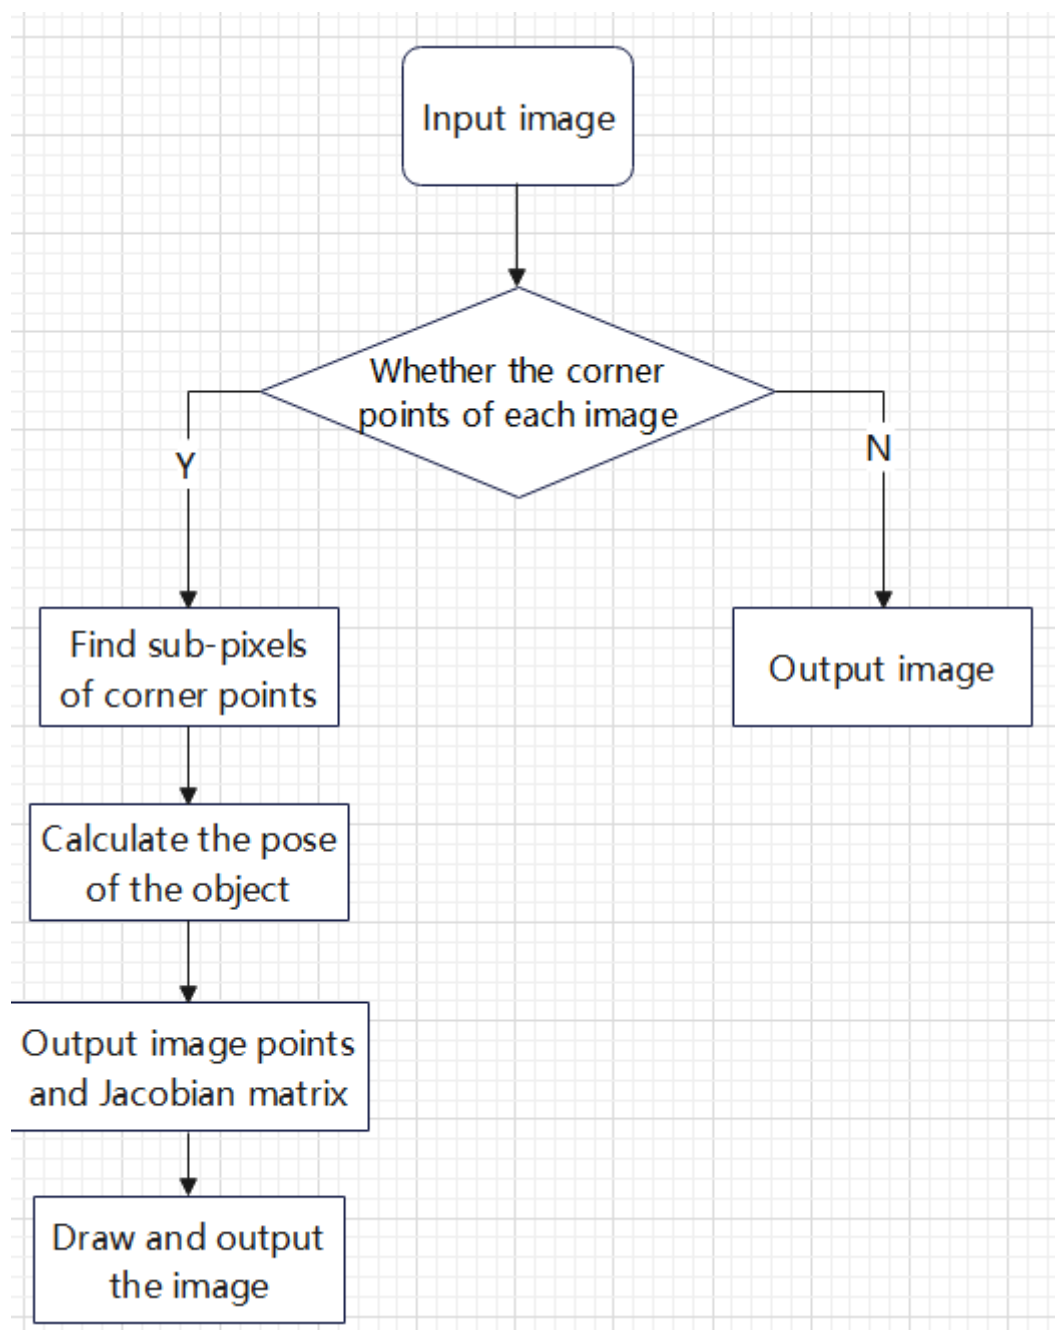 Input image
Whether the corner
points of each image
Y
N
Find sub-pixels
of corner points
Output image
Calculate the pose
of the object
Output image points
and Jacobian matrix
Draw and output
the image